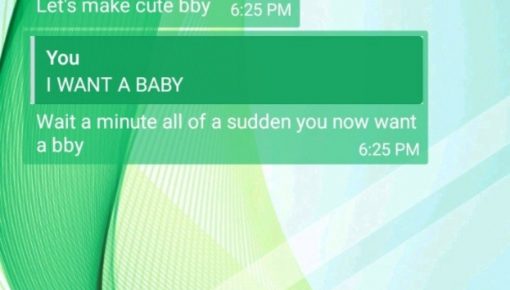 Let's make cute bby 6:25 PM
You
I WANT A BABY
Wait a minute all of a sudden you now want
a bby 6:25 PM